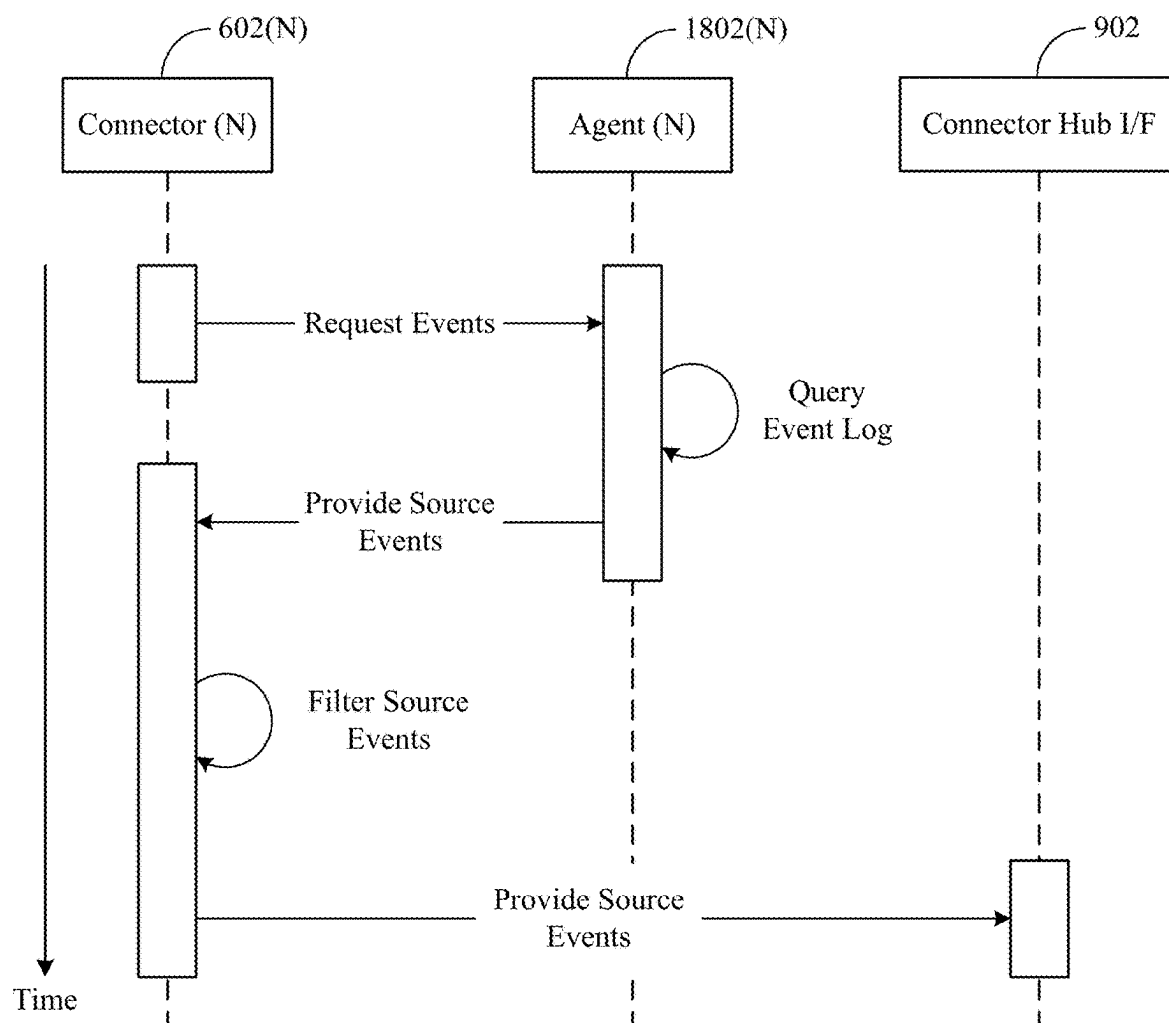 602(N)
1802(N)
902
Connector (N)
Agent (N)
Connector Hub I/F
Request Events
Query
Event Log
Provide Source
Events
Filter Source
Events
Provide Source
Events
Time